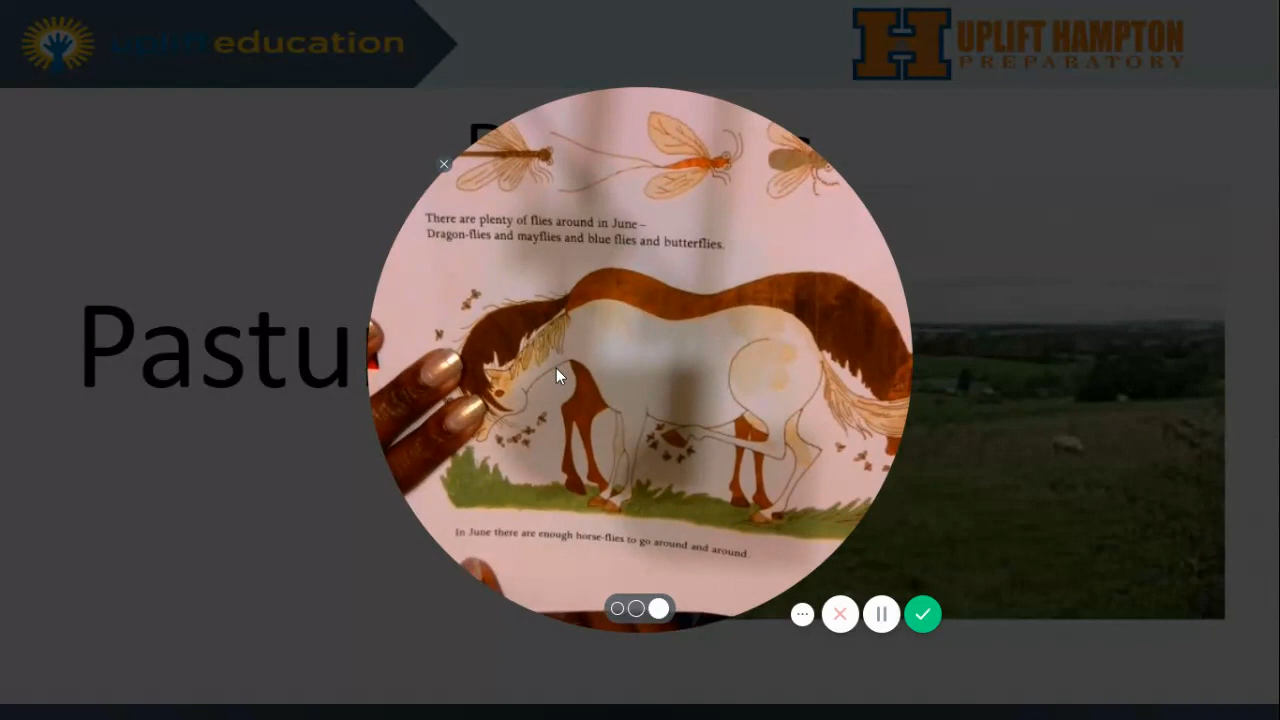 uplift education
H UPLIFT HAMPTON
PREPARATORY
There are plenty of flies around in June–
Dragon-flies and mayflies and blue flies and butterflies.
Pastu
In June there are enough horse-flies to go around and around.